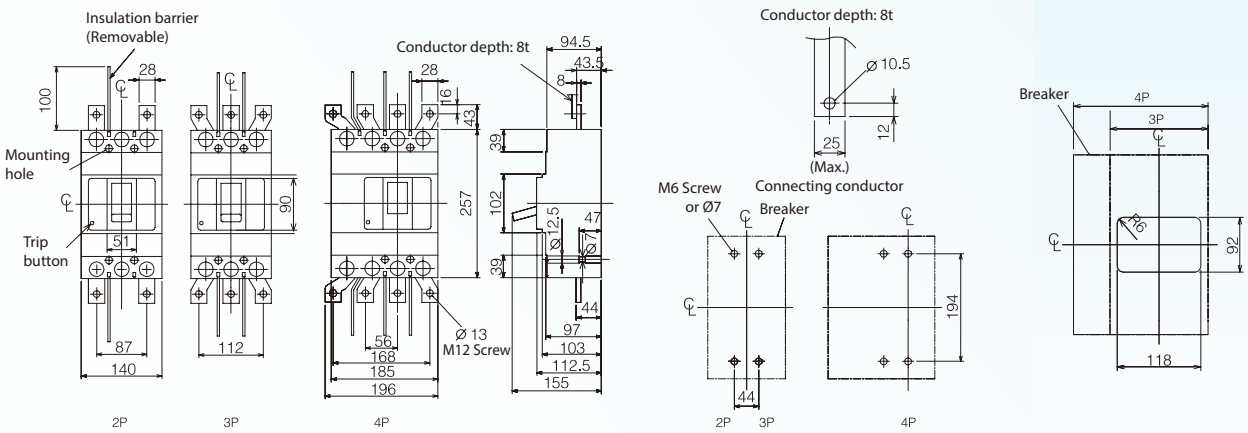 Insulation barrier
(Removable)
28
℄
℄
100
Mounting
hole
℄
Trip
button
51
90
87
140
112
2P
3P
4P
Conductor depth: 8t
28
16
43
257
56
168
185
196
Ø 13
M12 Screw
94.5
43.5
8
39
102
39
Ø 12.5
47
Ø 7
44
97
103
112.5
155
Conductor depth: 8t
Ø 10.5
12
25
(Max.)
Connecting conductor
M6 Screw
or Ø7
Breaker
℄
℄
℄
194
44
2P
3P
4P
Breaker
4P
3P
℄
℄
R6
92
118